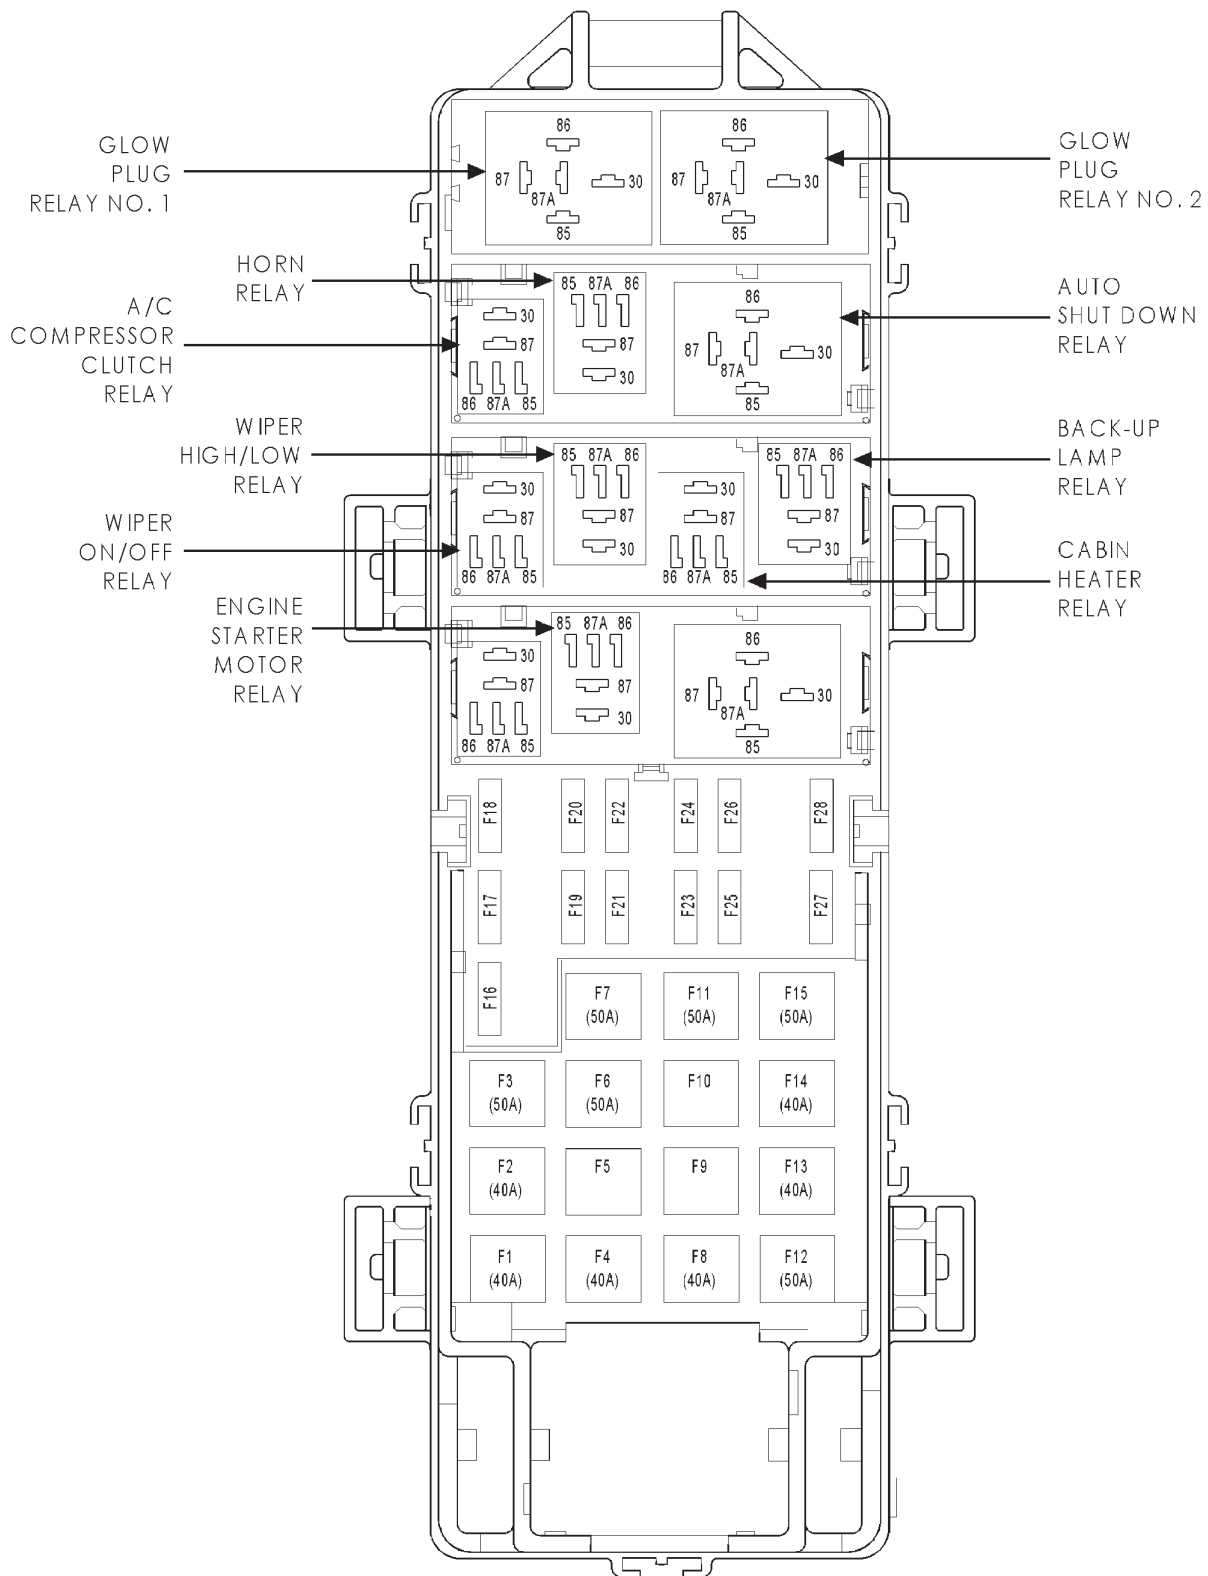 GLOW
PLUG
RELAY NO. 1
GLOW
PLUG
RELAY NO. 2
86
87
87A
30
85
86
87
87A
30
85
HORN
RELAY
A/C
COMPRESSOR
CLUTCH
RELAY
AUTO
SHUT DOWN
RELAY
30
87
86 87A 85
85 87A 86
87
30
86
87
87A
30
85
WIPER
HIGH/LOW
RELAY
WIPER
ON/OFF
RELAY
BACK-UP
LAMP
RELAY
CABIN
HEATER
RELAY
30
87
86 87A 85
85 87A 86
87
30
30
87
86 87A 85
85 87A 86
87
30
ENGINE
STARTER
MOTOR
RELAY
30
87
86 87A 85
85 87A 86
87
30
86
87
87A
30
85
F18
F20
F22
F24
F26
F28
F17
F19
F21
F23
F25
F27
F16
F7
(50A)
F11
(50A)
F15
(50A)
F3
(50A)
F6
(50A)
F10
F14
(40A)
F2
(40A)
F5
F9
F13
(40A)
F1
(40A)
F4
(40A)
F8
(40A)
F12
(50A)